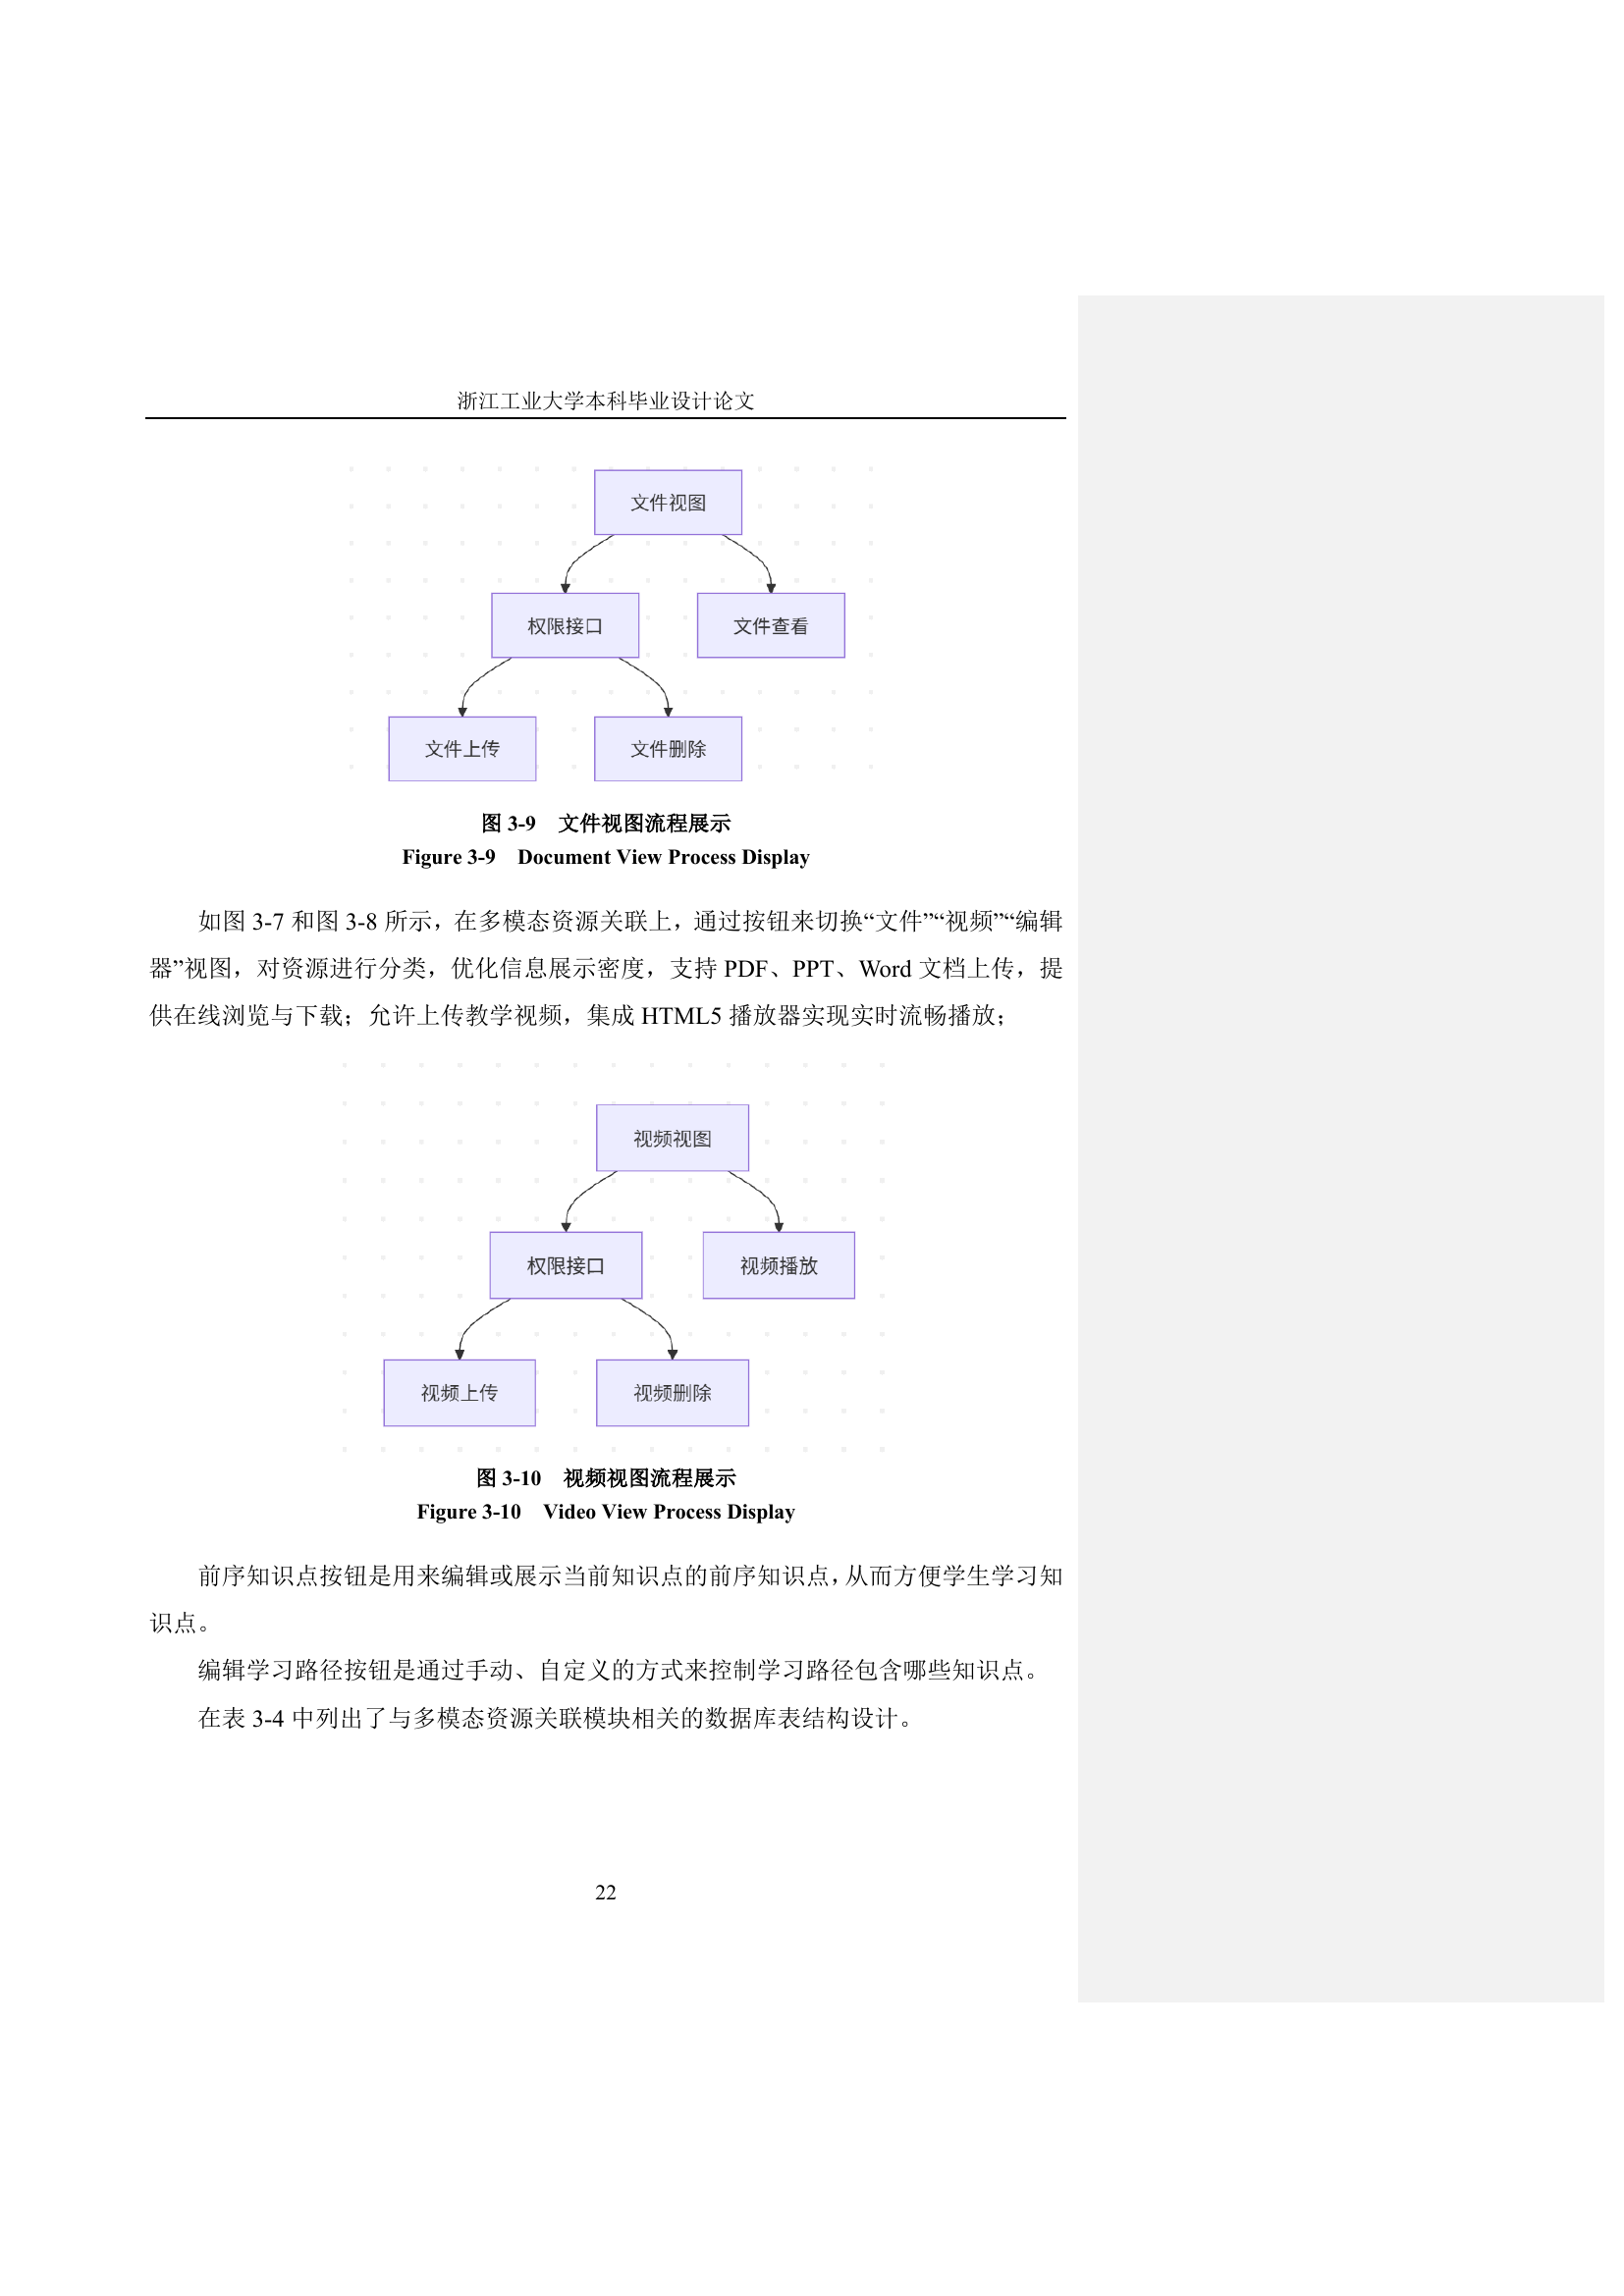 浙江工业大学本科毕业设计论文
文件视图
权限接口 文件查看
文件上传 文件删除
图 3-9 文件视图流程展示
Figure 3-9 Document View Process Display
如图 3-7 和图 3-8 所示，在多模态资源关联上，通过按钮来切换“文件”“视频”“编辑
器”视图，对资源进行分类，优化信息展示密度，支持 PDF、PPT、Word 文档上传，提
供在线浏览与下载；允许上传教学视频，集成 HTML5 播放器实现实时流畅播放；
视频视图
权限接口 视频播放
视频上传 视频删除
图 3-10 视频视图流程展示
Figure 3-10 Video View Process Display
前序知识点按钮是用来编辑或展示当前知识点的前序知识点，从而方便学生学习知
识点。
编辑学习路径按钮是通过手动、自定义的方式来控制学习路径包含哪些知识点。
在表 3-4 中列出了与多模态资源关联模块相关的数据库表结构设计。
22